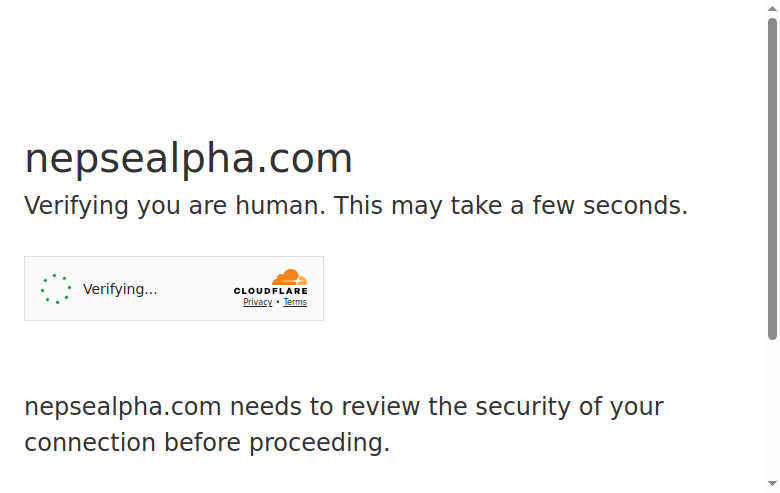 nepsealpha.com
Verifying you are human. This may take a few seconds.
Verifying...
CLOUDFLARE
Privacy • Terms
nepsealpha.com needs to review the security of your
connection before proceeding.